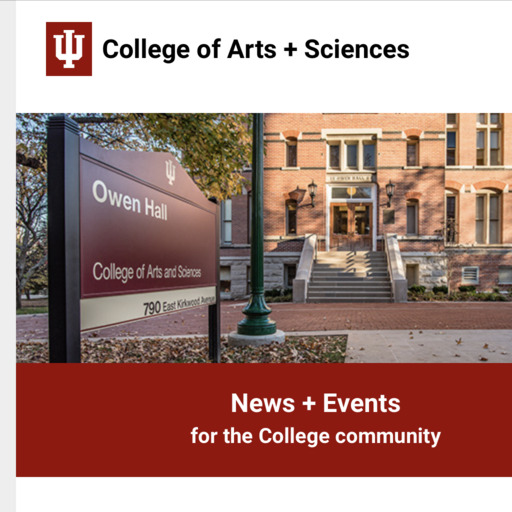 College of Arts + Sciences
Owen Hall
College of Arts and Sciences
790 East Kirkwood Avenue
OWEN HALL
News + Events
for the College community